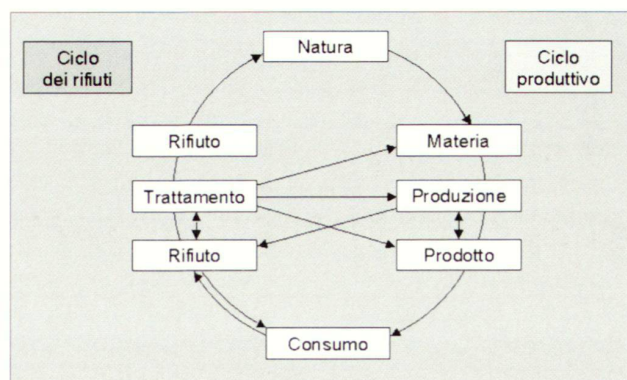 Natura
Ciclo
dei rifiuti
Ciclo
produttivo
Rifiuto
Materia
Trattamento
Produzione
Rifiuto
Prodotto
Consumo